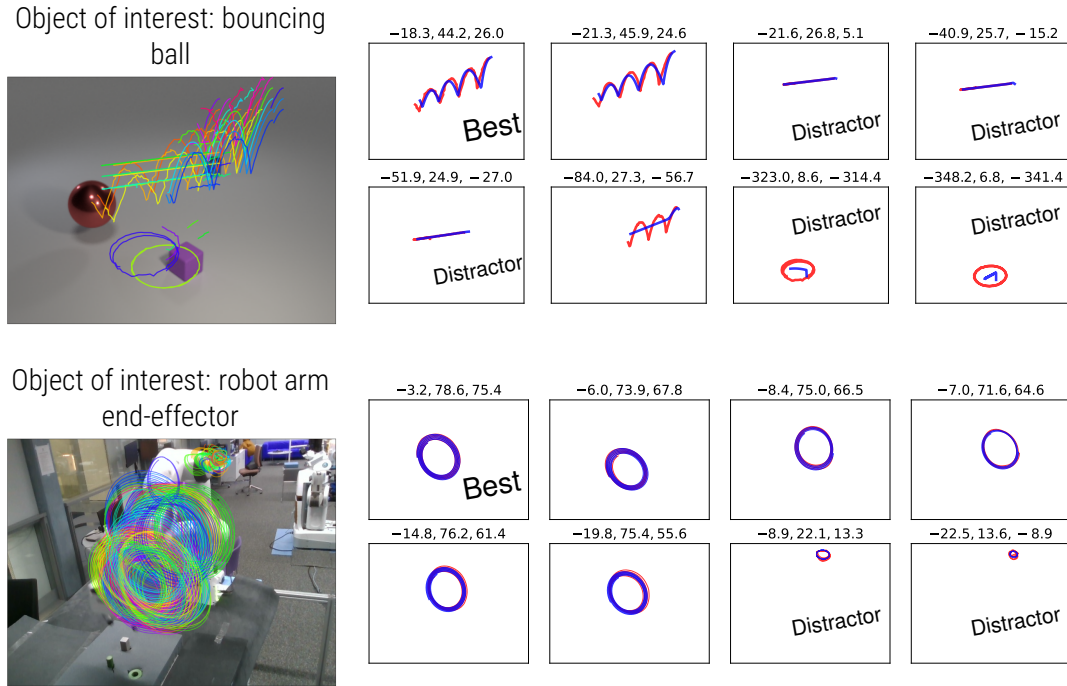 Object of interest: bouncing
ball
−18.3, 44.2, 26.0
−21.3, 45.9, 24.6
−21.6, 26.8, 5.1
−40.9, 25.7, − 15.2
Best
Distractor
Distractor
−51.9, 24.9, − 27.0
−84.0, 27.3, − 56.7
−323.0, 8.6, − 314.4
−348.2, 6.8, − 341.4
Distractor
Distractor
Distractor
Object of interest: robot arm
end-effector
−3.2, 78.6, 75.4
−6.0, 73.9, 67.8
−8.4, 75.0, 66.5
−7.0, 71.6, 64.6
Best
−14.8, 76.2, 61.4
−19.8, 75.4, 55.6
−8.9, 22.1, 13.3
−22.5, 13.6, − 8.9
Distractor
Distractor